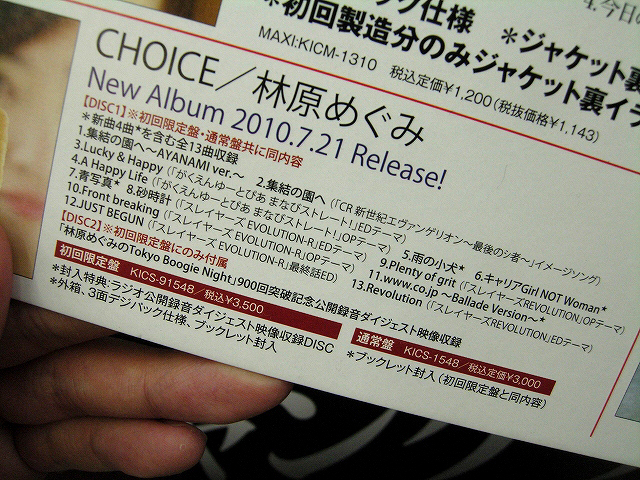 ック仕様 *ジャケット裏
*初回製造分のみジャケット裏イラ
MAXI:KICM-1310 税込定価¥1,200(税抜価格¥1,143)
CHOICE／林原めぐみ
New Album 2010.7.21 Release!
【DISC1】※初回限定盤・通常盤共に同内容
*新曲4曲*を含む全13曲収録
1.集結の園へ〜AYANAMI ver.〜 2.集結の園へ(「CR 新世紀エヴァンゲリオン〜最後のシ者〜」イメージソング)
3.Lucky & Happy(「がくえんゆーとぴあ まなびストレート!」EDテーマ)
4.A Happy Life(「がくえんゆーとぴあ まなびストレート!」OPテーマ) 5.雨の小犬* 6.キャリアGirl NOT Woman*
7.青写真* 8.砂時計(「スレイヤーズ EVOLUTION-R」EDテーマ) 9.Plenty of grit(「スレイヤーズREVOLUTION」OPテーマ)
10.Front breaking(「スレイヤーズ EVOLUTION-R」OPテーマ) 11.www.co.jp 〜Ballade Version〜*
12.JUST BEGUN(「スレイヤーズ EVOLUTION-R」最終話ED) 13.Revolution(「スレイヤーズREVOLUTION」EDテーマ)
【DISC2】※初回限定盤にのみ付属
「林原めぐみのTokyo Boogie Night」900回突破記念公開録音ダイジェスト映像収録
初回限定盤 KICS-91548／税込¥3,500
*封入特典:ラジオ公開録音ダイジェスト映像収録DISC
*外箱、3面デジパック仕様、ブックレット封入
通常盤 KICS-1548／税込定価¥3,000
*ブックレット封入(初回限定盤と同内容)